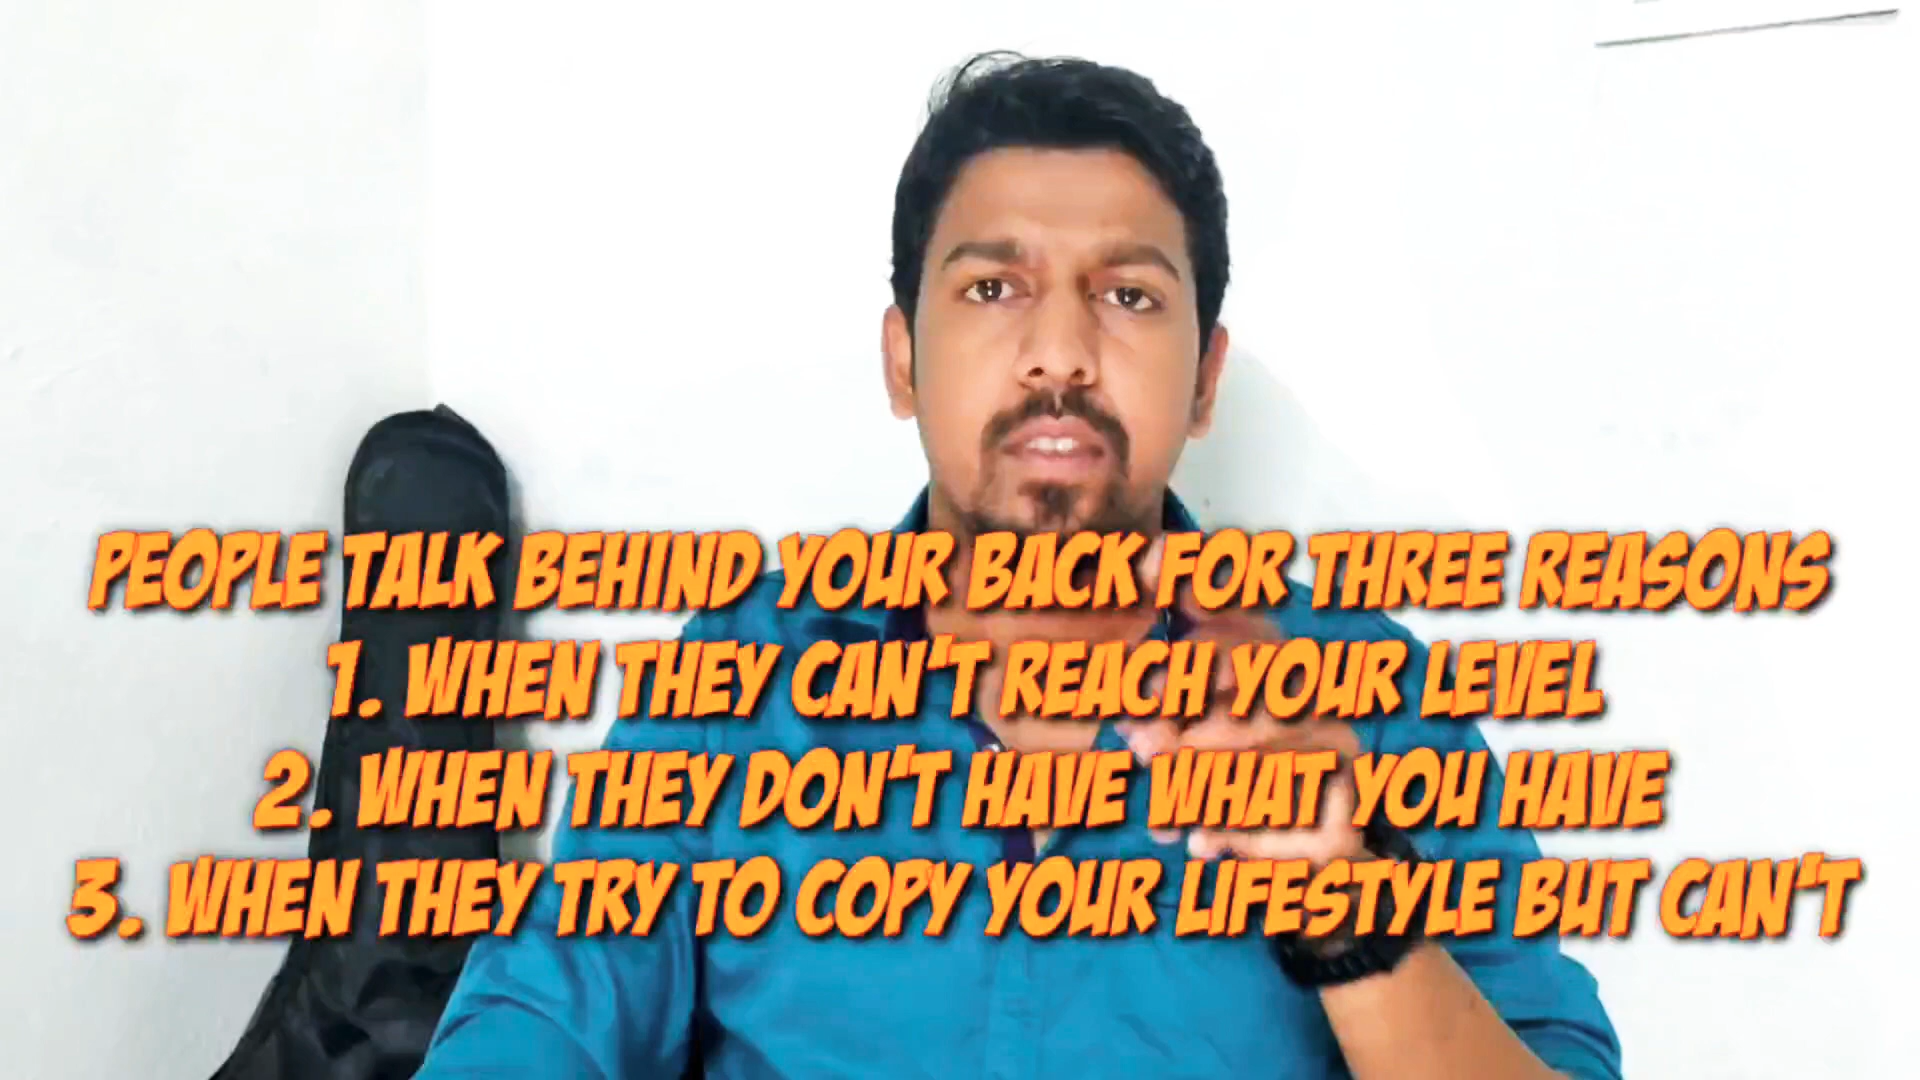 PEOPLE TALK BEHIND YOUR BACK FOR THREE REASONS
1. WHEN THEY CAN'T REACH YOUR LEVEL
2. WHEN THEY DON'T HAVE WHAT YOU HAVE
3. WHEN THEY TRY TO COPY YOUR LIFESTYLE BUT CAN'T